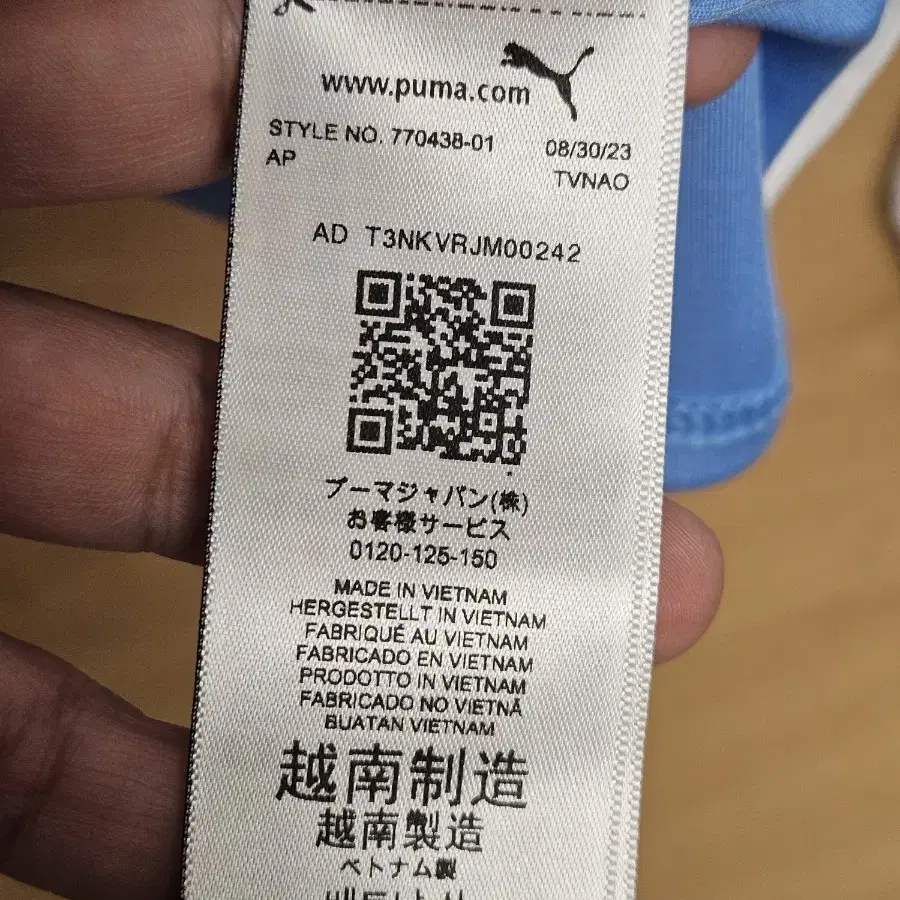 www.puma.com
STYLE NO. 770438-01 08/30/23
AP TVNAO
AD T3NKVRJM00242
プーマジャパン(株)
お客様サービス
0120-125-150
MADE IN VIETNAM
HERGESTELLT IN VIETNAM
FABRIQUÉ AU VIETNAM
FABRICADO EN VIETNAM
PRODOTTO IN VIETNAM
FABRICADO NO VIETNÃ
BUATAN VIETNAM
越南制造
越南製造
ベトナム製